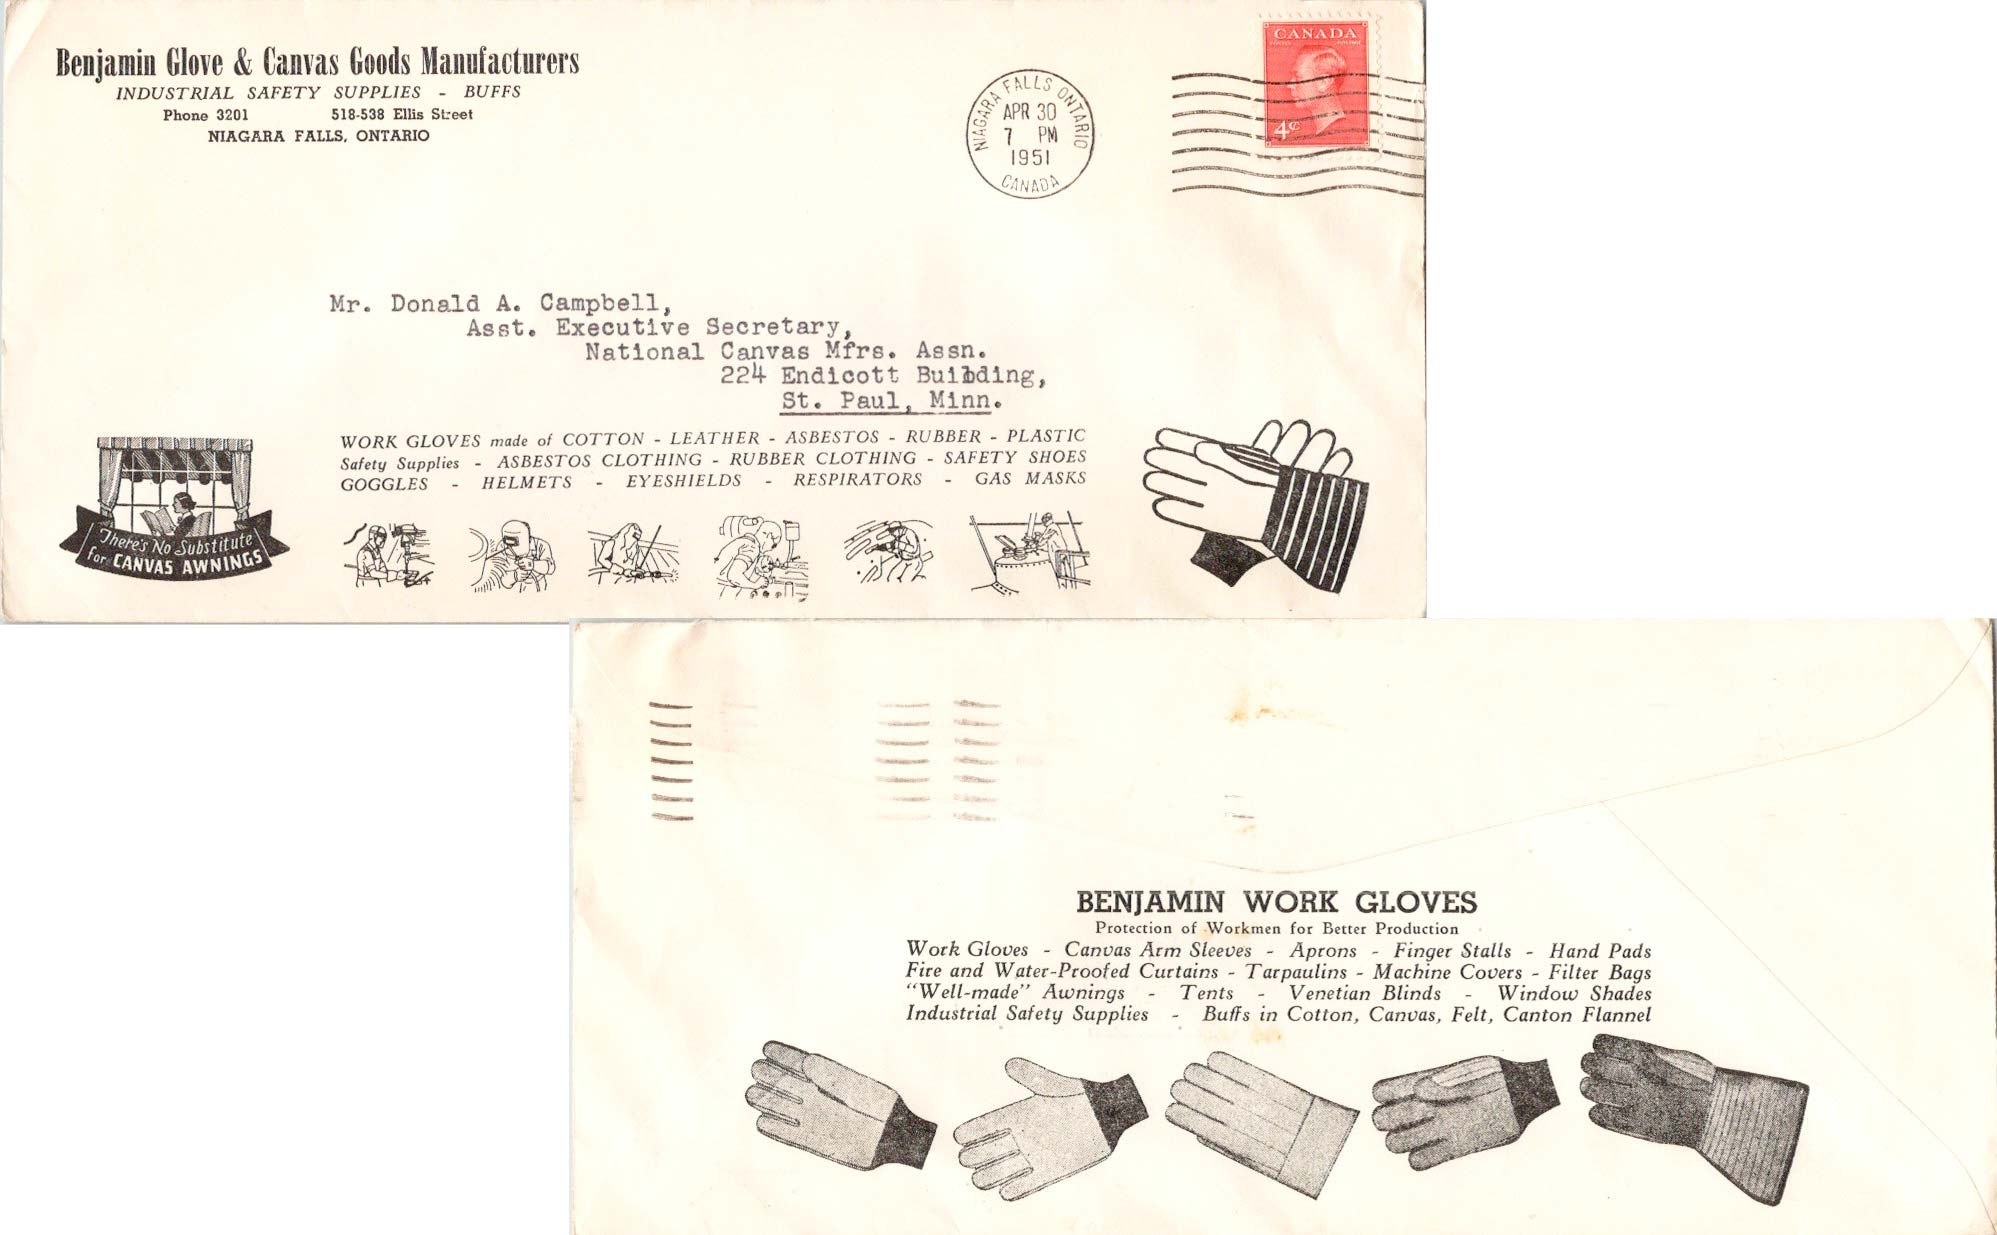 Benjamin Glove & Canvas Goods Manufacturers
INDUSTRIAL SAFETY SUPPLIES - BUFFS
Phone 3201 518-538 Ellis Street
NIAGARA FALLS, ONTARIO
NIAGARA FALLS ONTARIO
APR 30
7 PM
1951
CANADA
CANADA
POSTES POSTAGE
4¢
Mr. Donald A. Campbell,
Asst. Executive Secretary,
National Canvas Mfrs. Assn.
224 Endicott Building,
St. Paul, Minn.
WORK GLOVES made of COTTON - LEATHER - ASBESTOS - RUBBER - PLASTIC
Safety Supplies - ASBESTOS CLOTHING - RUBBER CLOTHING - SAFETY SHOES
GOGGLES - HELMETS - EYESHIELDS - RESPIRATORS - GAS MASKS
There's No Substitute
for CANVAS AWNINGS
BENJAMIN WORK GLOVES
Protection of Workmen for Better Production
Work Gloves - Canvas Arm Sleeves - Aprons - Finger Stalls - Hand Pads
Fire and Water-Proofed Curtains - Tarpaulins - Machine Covers - Filter Bags
"Well-made" Awnings - Tents - Venetian Blinds - Window Shades
Industrial Safety Supplies - Buffs in Cotton, Canvas, Felt, Canton Flannel